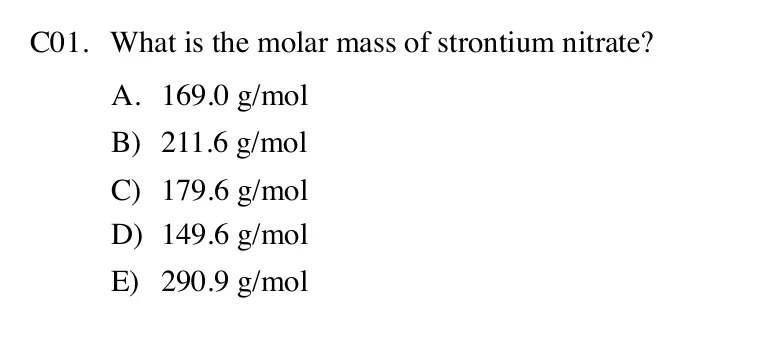 C01. What is the molar mass of strontium nitrate?
A. 169.0 g/mol
B) 211.6 g/mol
C) 179.6 g/mol
D) 149.6 g/mol
E) 290.9 g/mol